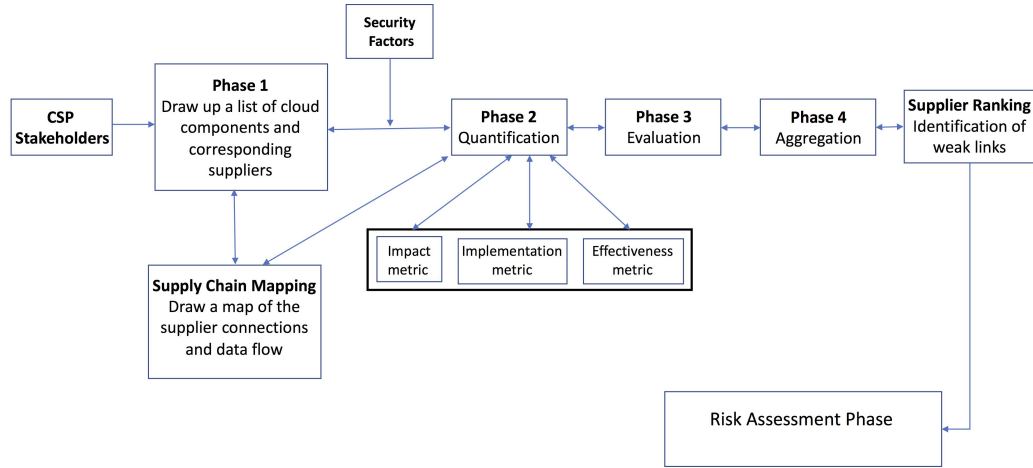 Security
Factors
CSP
Stakeholders
Phase 1
Draw up a list of cloud
components and
corresponding
suppliers
Phase 2
Quantification
Phase 3
Evaluation
Phase 4
Aggregation
Supplier Ranking
Identification of
weak links
Impact
metric
Implementation
metric
Effectiveness
metric
Supply Chain Mapping
Draw a map of the
supplier connections
and data flow
Risk Assessment Phase